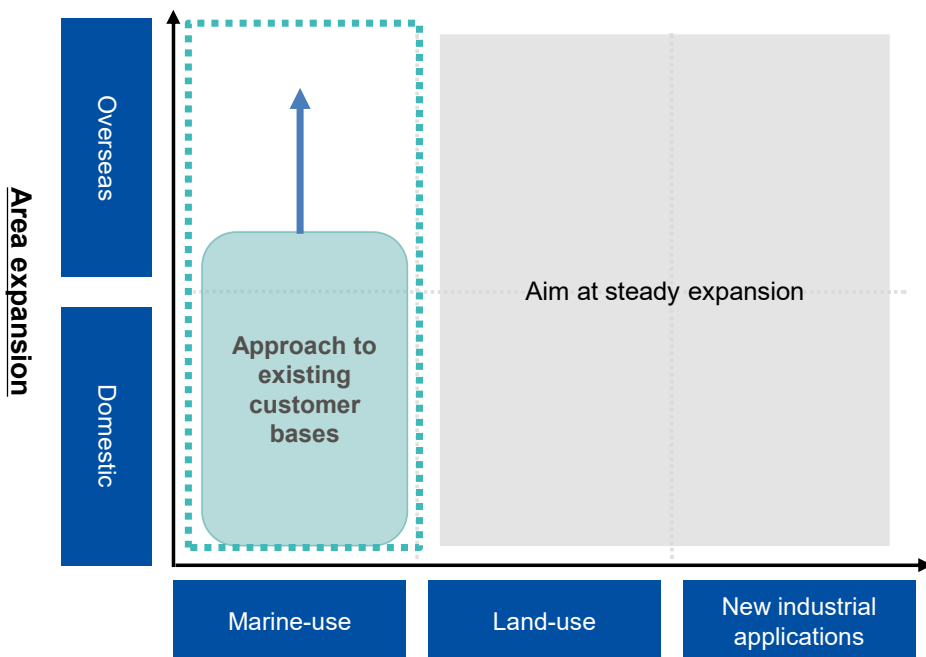 Area expansion
Overseas
Domestic
Approach to
existing
customer
bases
Aim at steady expansion
Marine-use
Land-use
New industrial
applications